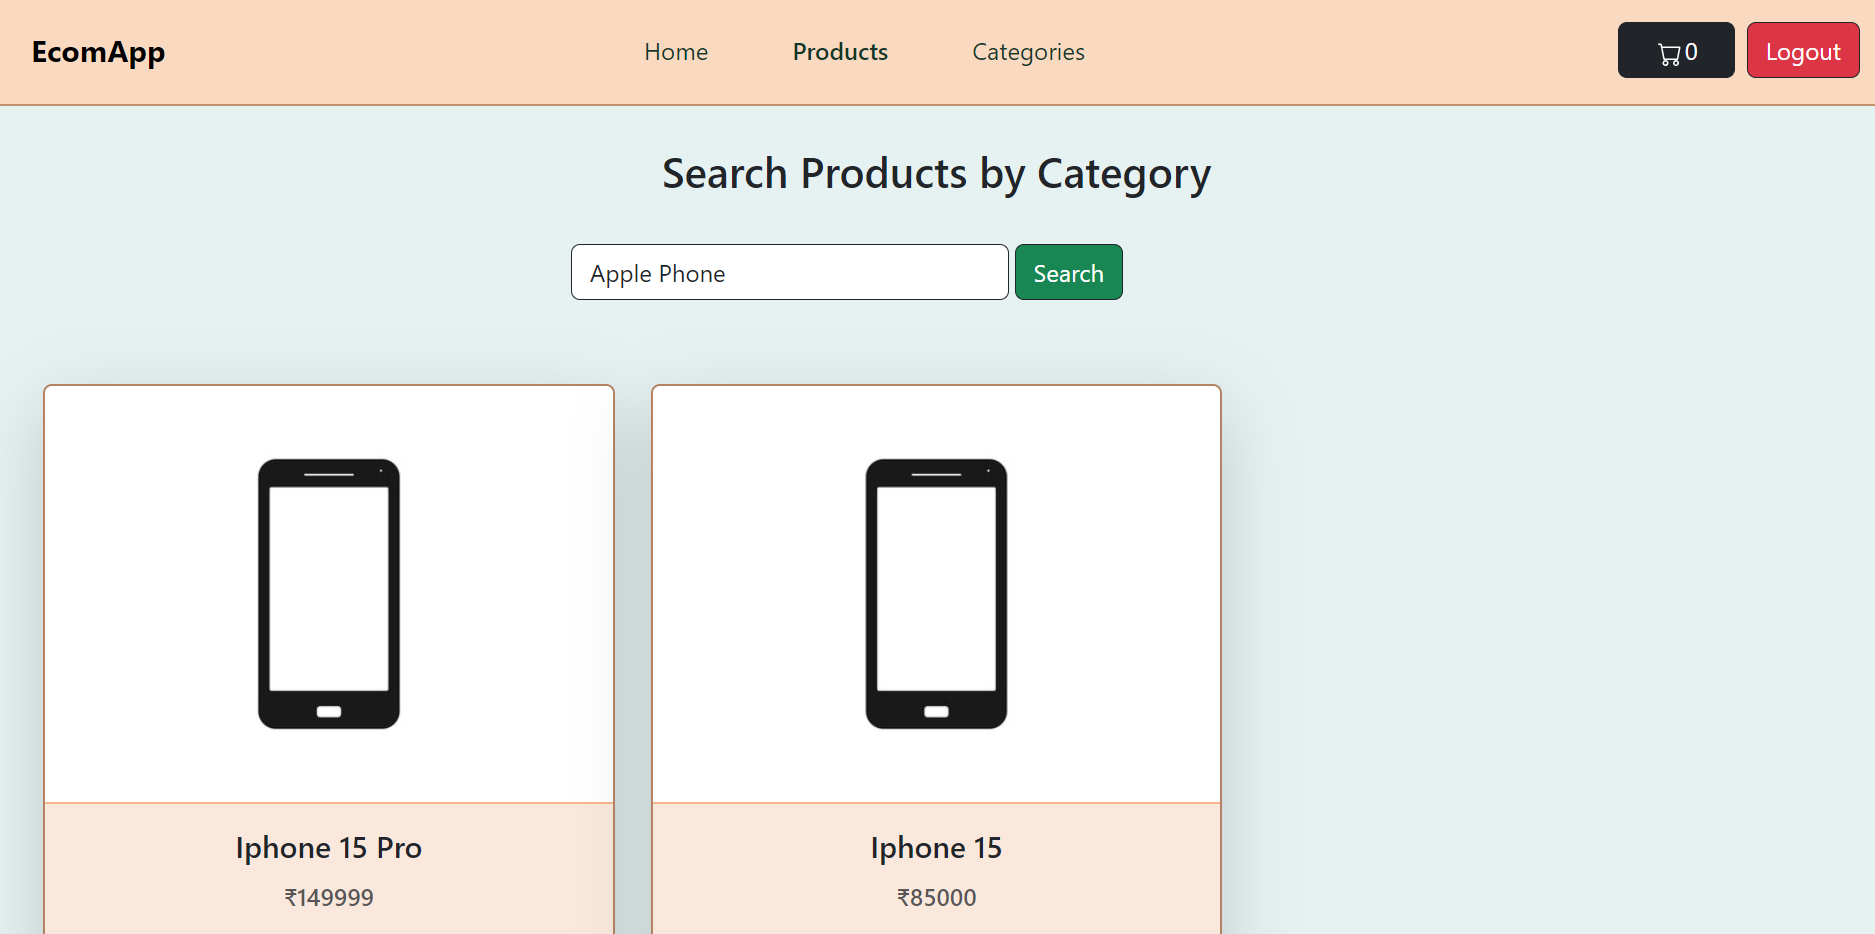 EcomApp Home Products Categories 0 Logout
Search Products by Category
Apple Phone Search
Iphone 15 Pro
₹149999
Iphone 15
₹85000